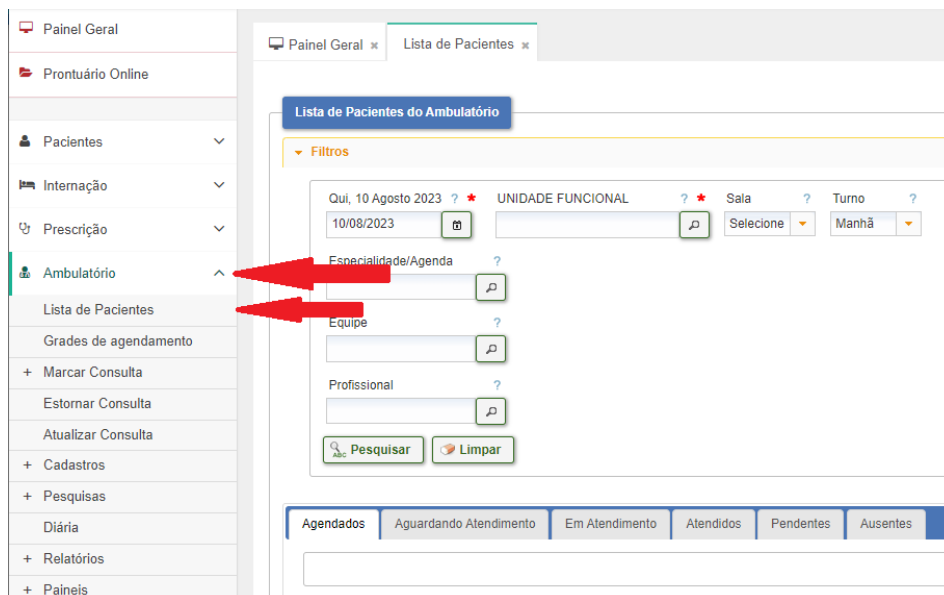 Painel Geral
Prontuário Online
Pacientes
Internação
Prescrição
Ambulatório
Lista de Pacientes
Grades de agendamento
+ Marcar Consulta
Estornar Consulta
Atualizar Consulta
+ Cadastros
+ Pesquisas
Diária
+ Relatórios
+ Paineis
Painel Geral × Lista de Pacientes ×
Lista de Pacientes do Ambulatório
Filtros
Qui, 10 Agosto 2023 ? * UNIDADE FUNCIONAL ? * Sala ? Turno ?
10/08/2023 Selecione Manhã
Especialidade/Agenda ?
Equipe ?
Profissional ?
ABC Pesquisar Limpar
Agendados Aguardando Atendimento Em Atendimento Atendidos Pendentes Ausentes